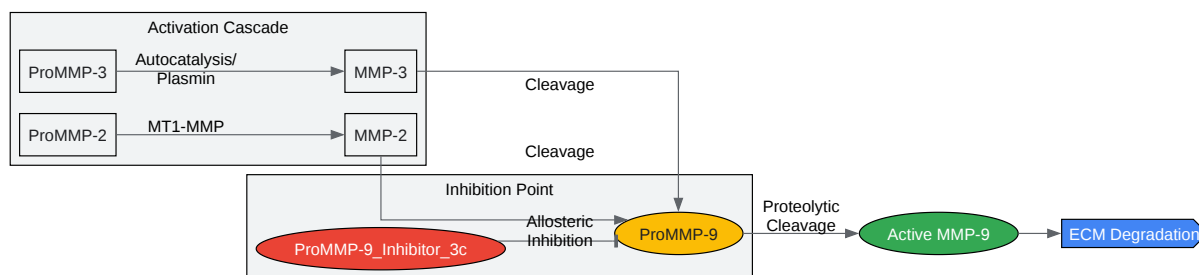 Activation Cascade
ProMMP-3
Autocatalysis/
Plasmin
MMP-3
Cleavage
ProMMP-2
MT1-MMP
MMP-2
Cleavage
Inhibition Point
ProMMP-9_Inhibitor_3c
Allosteric
Inhibition
ProMMP-9
Proteolytic
Cleavage
Active MMP-9
ECM Degradation